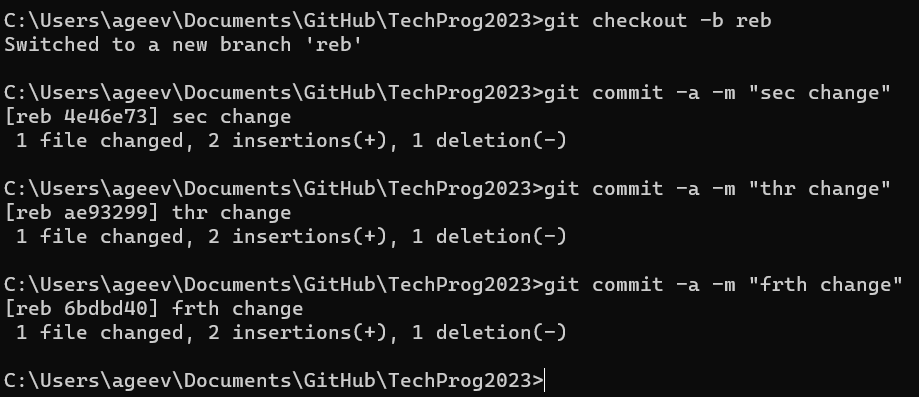 C:\Users\ageev\Documents\GitHub\TechProg2023>git checkout -b reb
Switched to a new branch 'reb'
C:\Users\ageev\Documents\GitHub\TechProg2023>git commit -a -m "sec change"
[reb 4e46e73] sec change
 1 file changed, 2 insertions(+), 1 deletion(-)
C:\Users\ageev\Documents\GitHub\TechProg2023>git commit -a -m "thr change"
[reb ae93299] thr change
 1 file changed, 2 insertions(+), 1 deletion(-)
C:\Users\ageev\Documents\GitHub\TechProg2023>git commit -a -m "frth change"
[reb 6bdbd40] frth change
 1 file changed, 2 insertions(+), 1 deletion(-)
C:\Users\ageev\Documents\GitHub\TechProg2023>